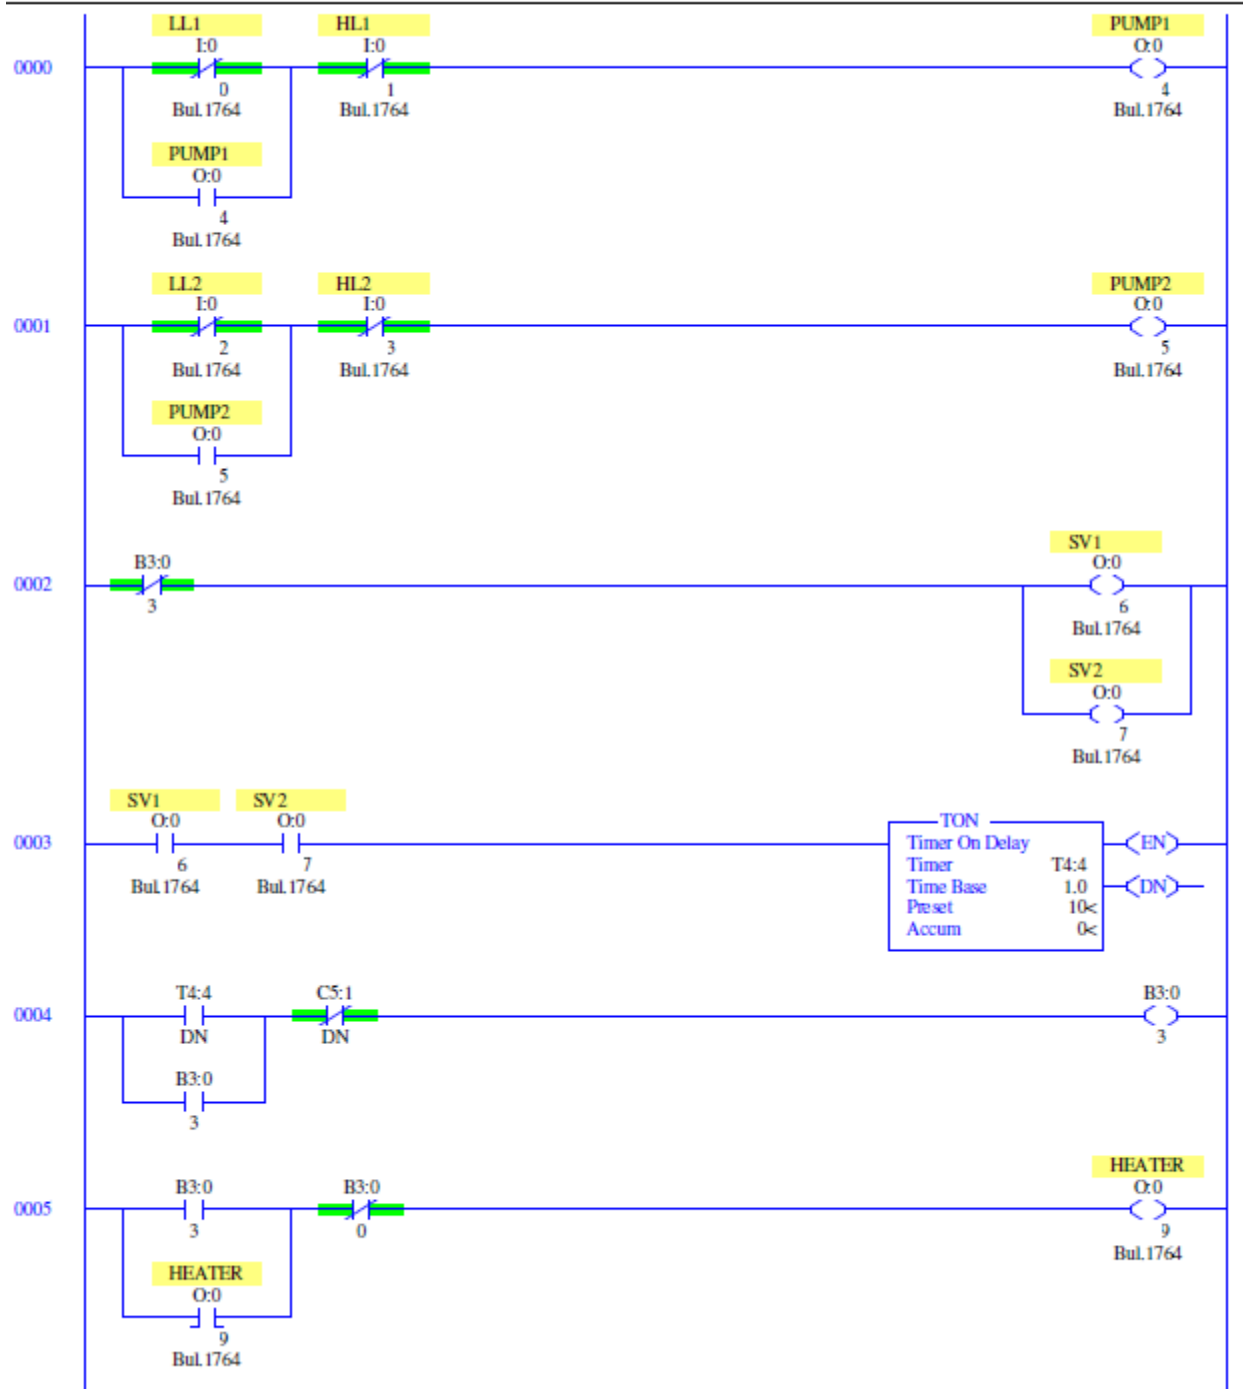 LL1 HL1 PUMP1
I:0 I:0 O:0
0000
0 1 4
Bul.1764 Bul.1764 Bul.1764
PUMP1
O:0
4
Bul.1764
LL2 HL2 PUMP2
I:0 I:0 O:0
0001
2 3 5
Bul.1764 Bul.1764 Bul.1764
PUMP2
O:0
5
Bul.1764
SV1
B3:0 O:0
0002
3 6
Bul.1764
SV2
O:0
7
Bul.1764
SV1 SV2
O:0 O:0 TON
0003 Timer On Delay EN
6 7 Timer T4:4
Bul.1764 Bul.1764 Time Base 1.0 DN
Preset 10<
Accum 0<
T4:4 C5:1 B3:0
0004
DN DN 3
B3:0
3
HEATER
B3:0 B3:0 O:0
0005
3 0 9
Bul.1764
HEATER
O:0
9
Bul.1764